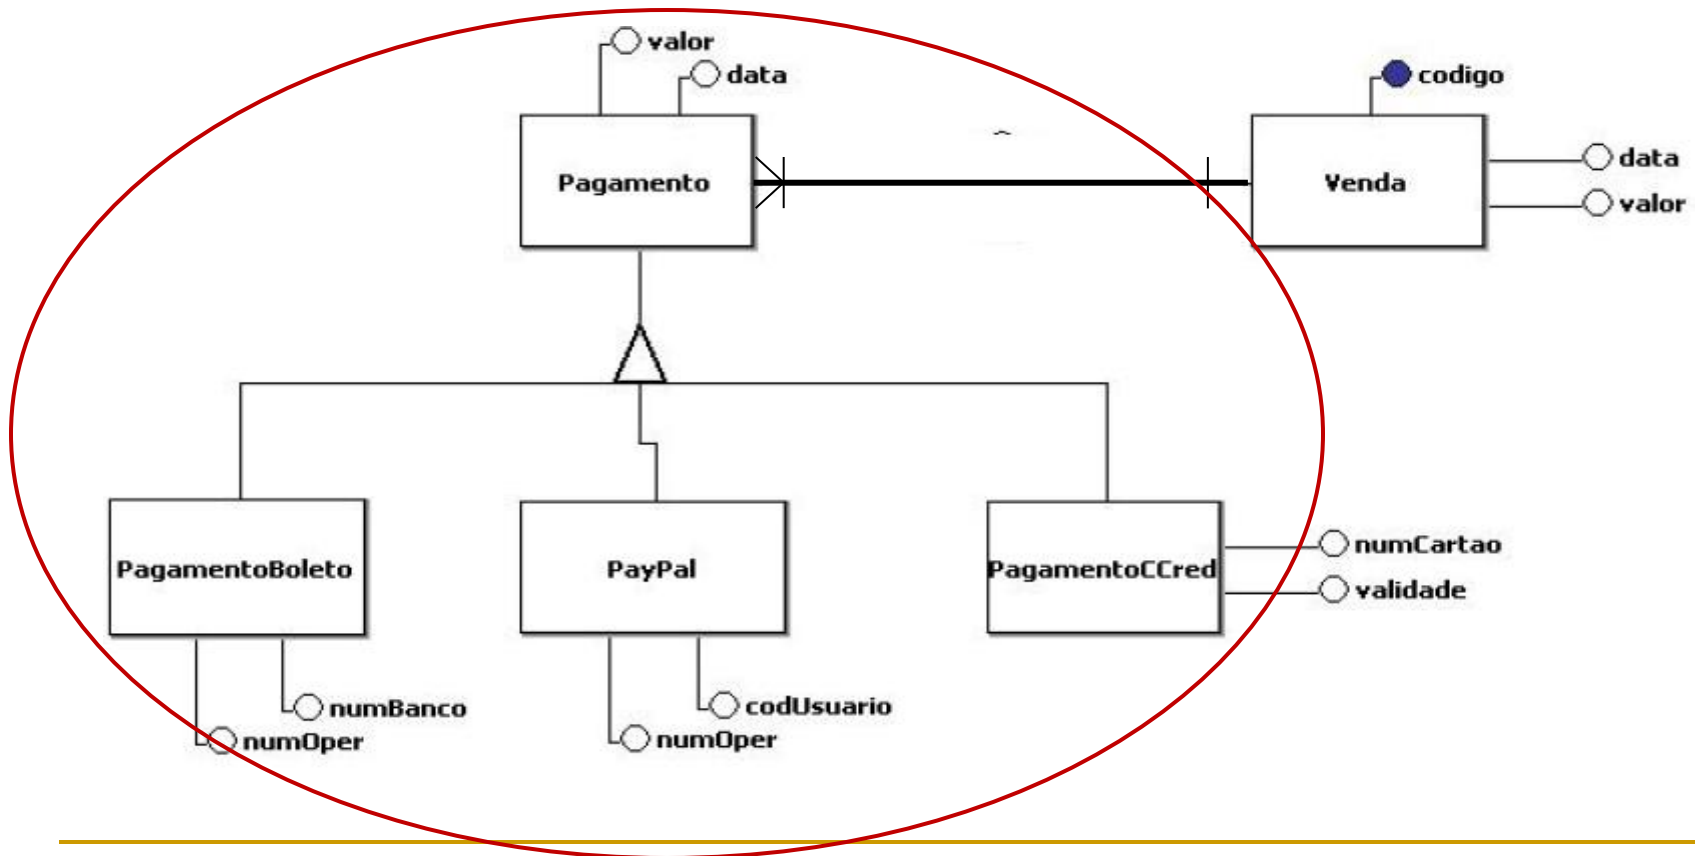 valor
data
codigo
Pagamento
Venda
data
valor
PagamentoBoleto
PayPal
PagamentoCCred
numCartao
validade
numBanco
numOper
codUsuario
numOper